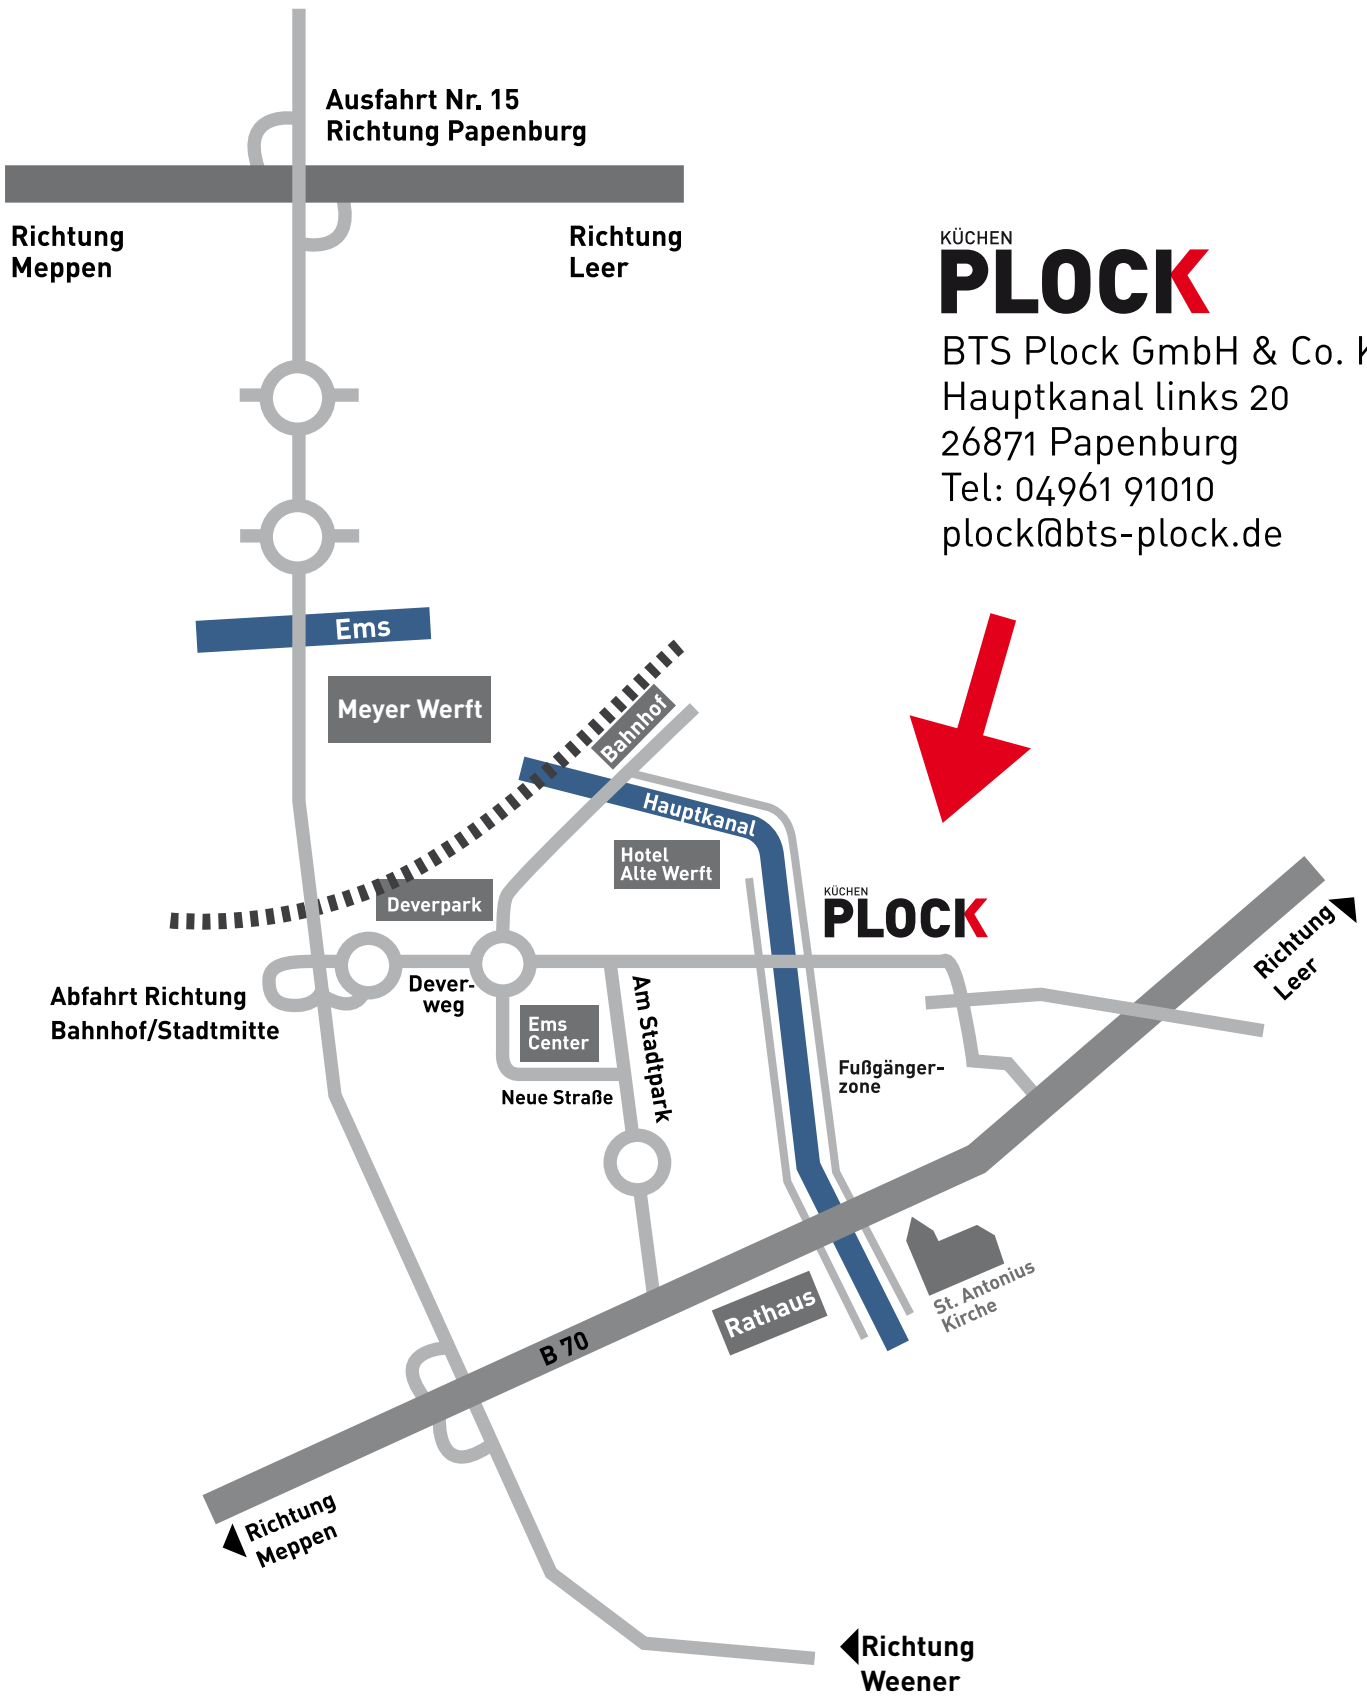 Ausfahrt Nr. 15
Richtung Papenburg
Richtung
Meppen
Richtung
Leer
KÜCHEN
PLOCK
BTS Plock GmbH & Co. K
Hauptkanal links 20
26871 Papenburg
Tel: 04961 91010
plock@bts-plock.de
Ems
Meyer Werft
Bahnhof
Hauptkanal
Hotel
Alte Werft
Deverpark
KÜCHEN
PLOCK
Richtung
Leer
Abfahrt Richtung
Bahnhof/Stadtmitte
Dever-
weg
Ems
Center
Am Stadtpark
Neue Straße
Fußgänger-
zone
St. Antonius
Kirche
Rathaus
B 70
Richtung
Meppen
Richtung
Weener